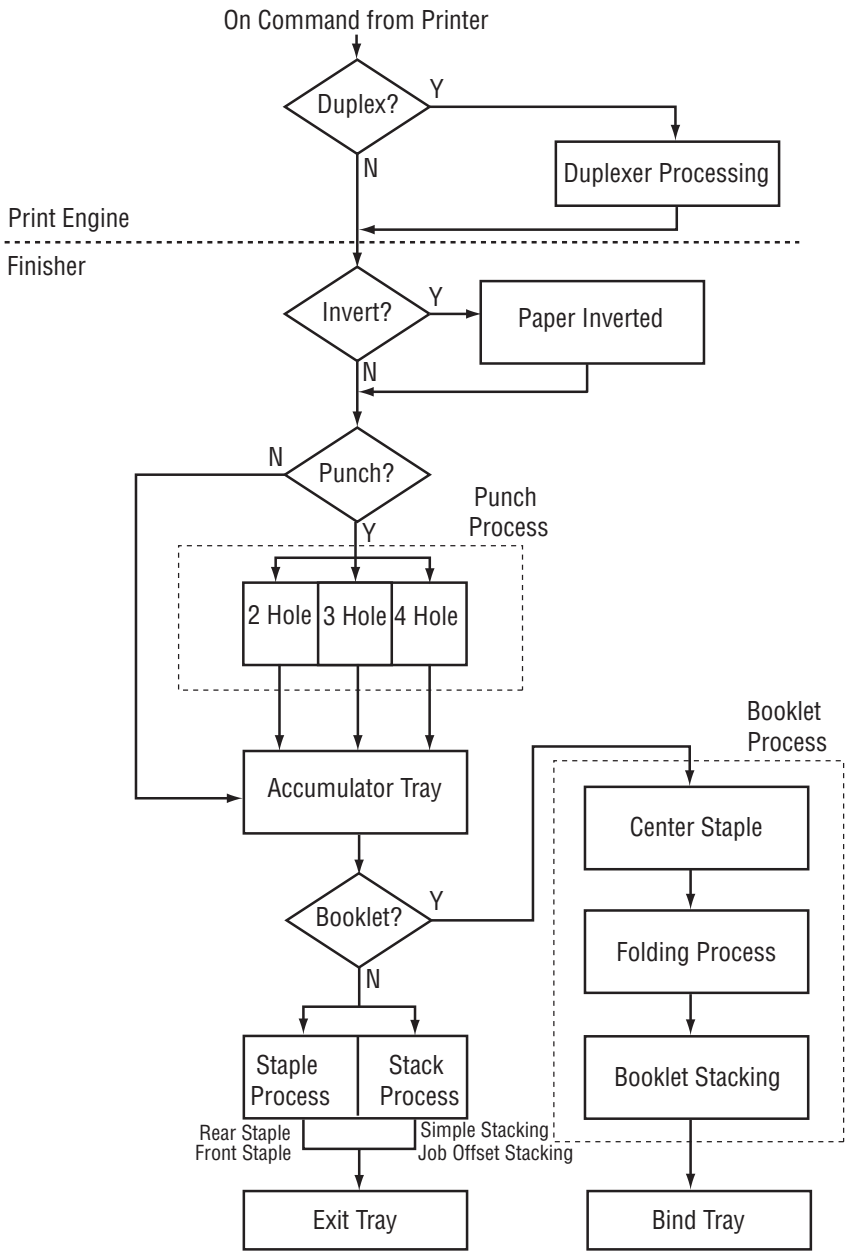 On Command from Printer
Duplex?
Y
N
Duplexer Processing
Print Engine
Finisher
Invert?
Y
Paper Inverted
N
Punch?
N
Y
Punch
Process
2 Hole
3 Hole
4 Hole
Accumulator Tray
Booklet?
Y
N
Booklet
Process
Center Staple
Folding Process
Booklet Stacking
Staple
Process
Stack
Process
Rear Staple
Front Staple
Simple Stacking
Job Offset Stacking
Exit Tray
Bind Tray